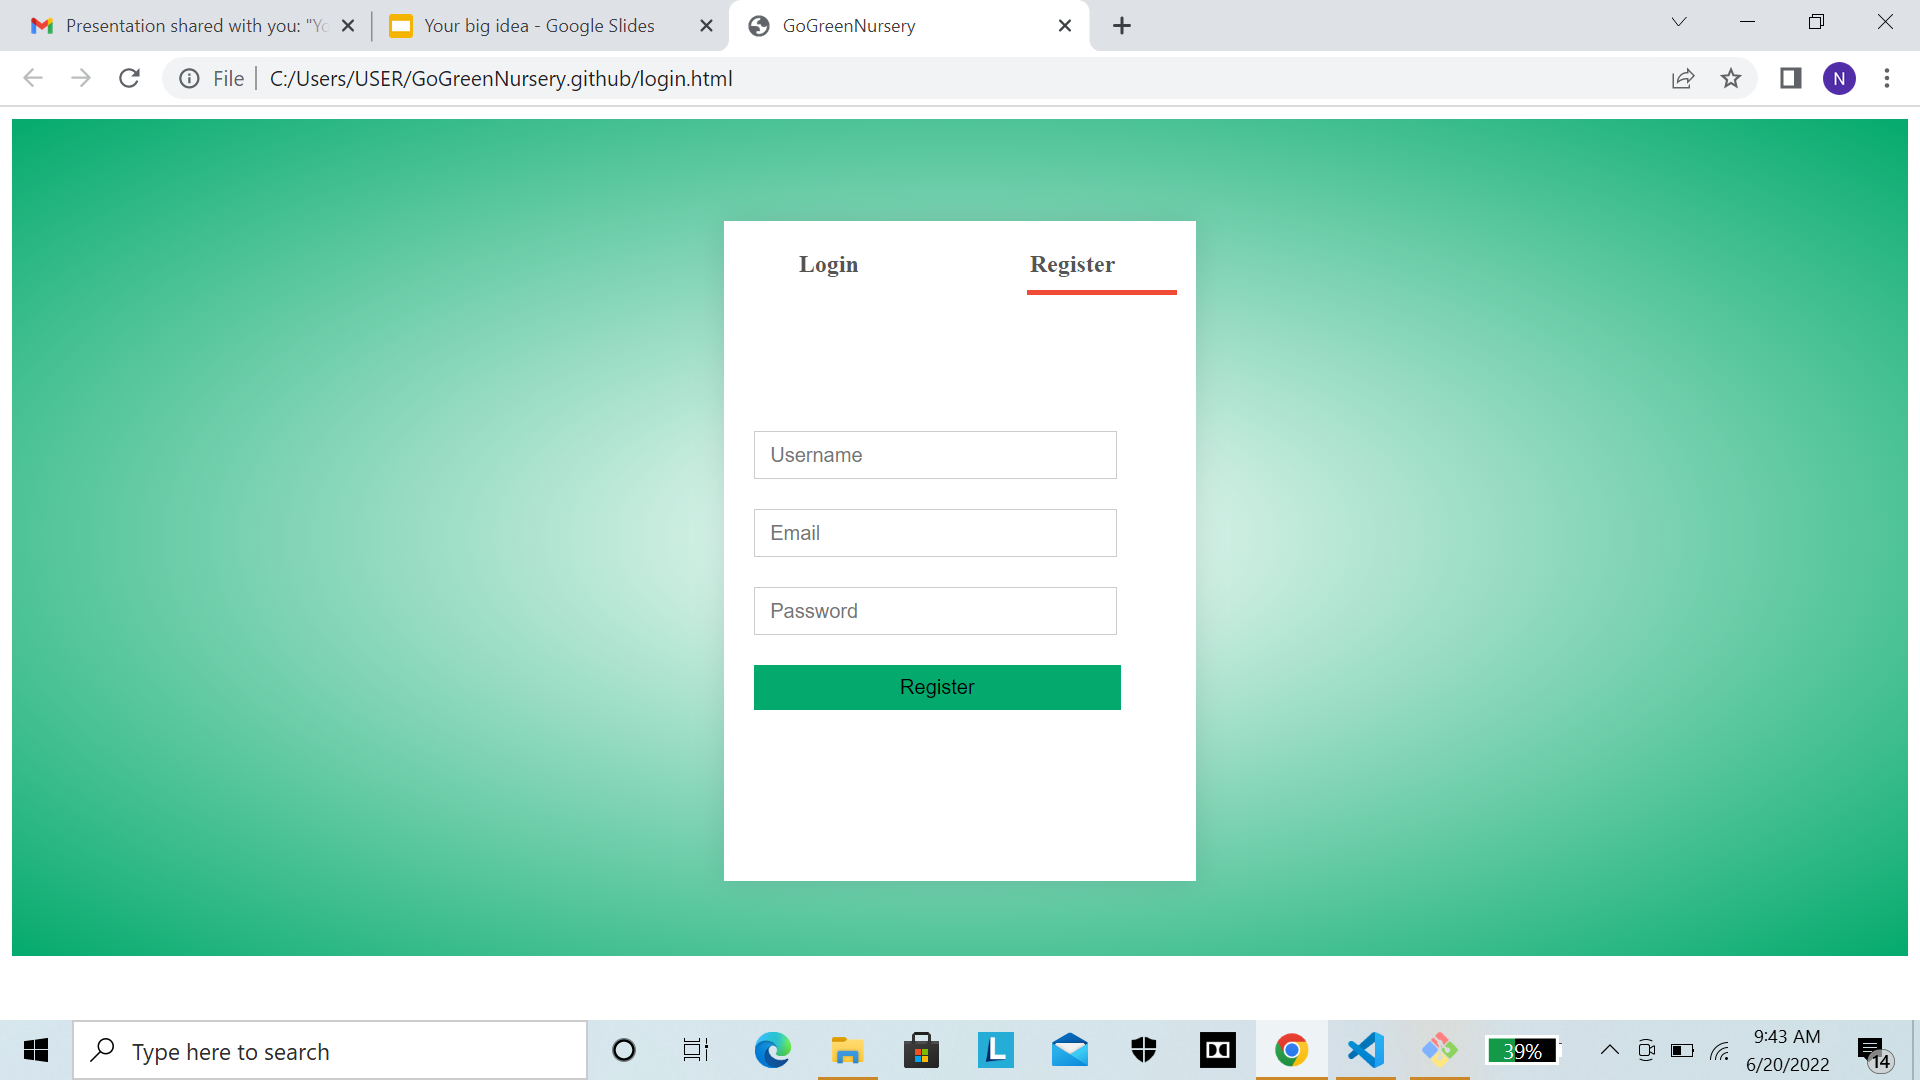 Presentation shared with you: "Yo
Your big idea - Google Slides
GoGreenNursery
File
C:/Users/USER/GoGreenNursery.github/login.html
N
Login
Register
Username
Email
Password
Register
Type here to search
L
39%
9:43 AM
6/20/2022
14